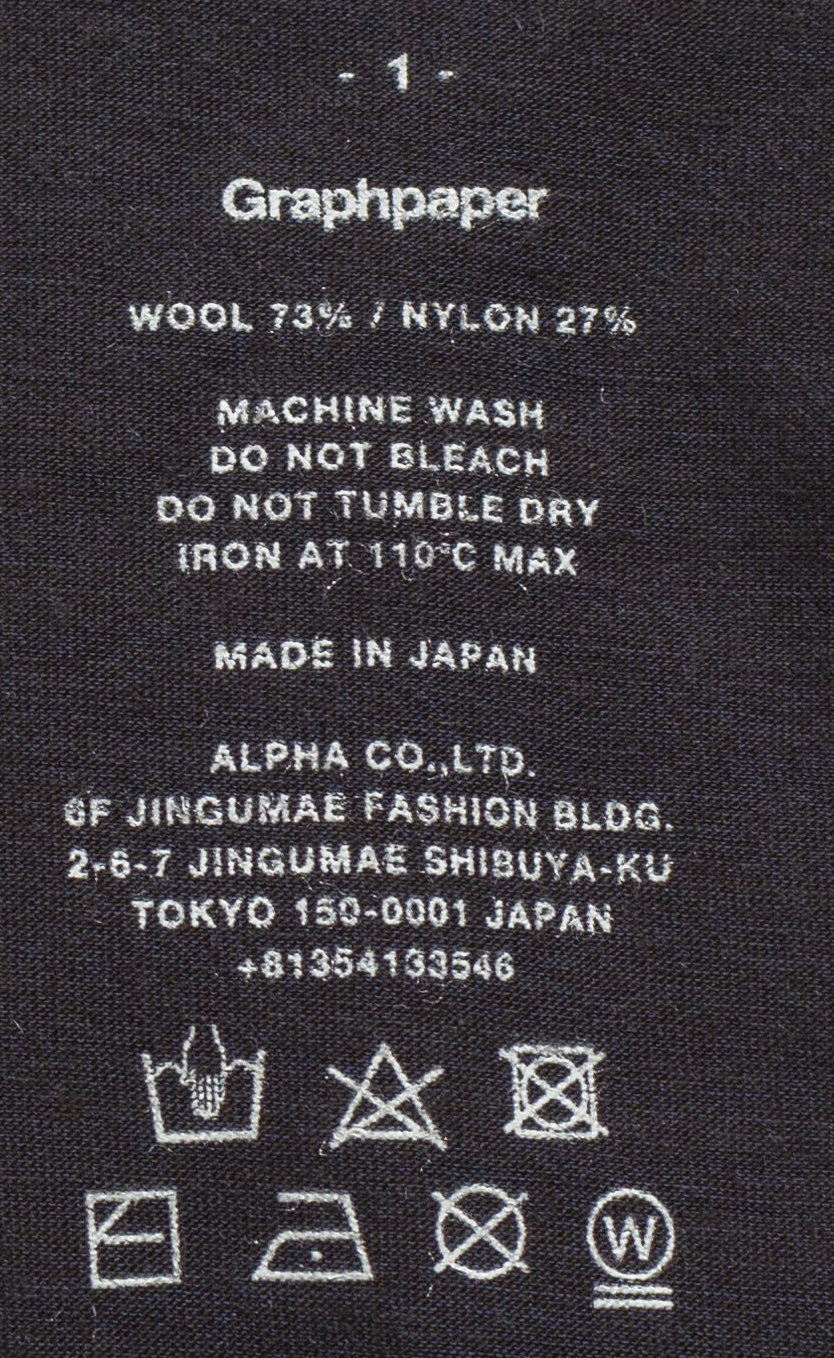 - 1 -
Graphpaper
WOOL 73% / NYLON 27%
MACHINE WASH
DO NOT BLEACH
DO NOT TUMBLE DRY
IRON AT 110°C MAX
MADE IN JAPAN
ALPHA CO.,LTD.
6F JINGUMAE FASHION BLDG.
2-6-7 JINGUMAE SHIBUYA-KU
TOKYO 150-0001 JAPAN
+81354133546
W